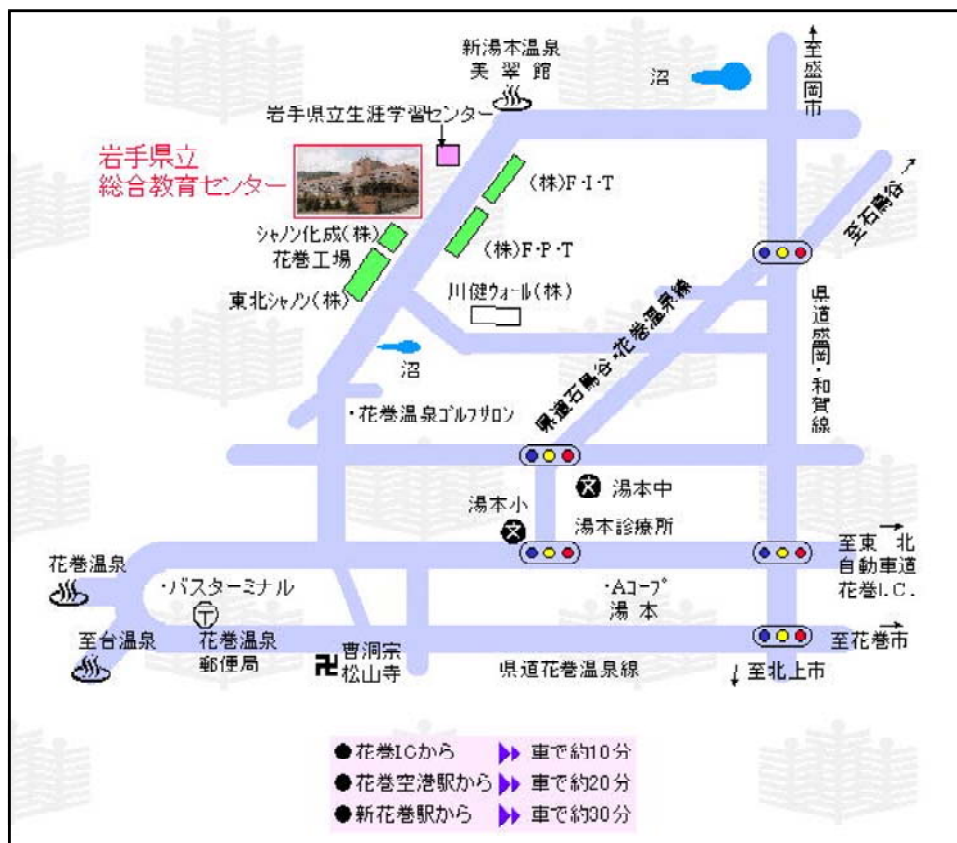 新湯本温泉
美翠館
沼
至盛岡市
岩手県立生涯学習センター
岩手県立
総合教育センター
(株)F・I・T
至石鳥谷
シャノン化成(株)
花巻工場
(株)F・P・T
東北シャノン(株)
川健ウォール(株)
県道石鳥谷・花巻温泉線
県道盛岡・和賀線
沼
・花巻温泉ゴルフサロン
湯本中
湯本小
湯本診療所
花巻温泉
至東北
自動車道
花巻I.C.
・バスターミナル
・Aコープ
湯本
至台温泉
花巻温泉
郵便局
曹洞宗
松山寺
県道花巻温泉線
至花巻市
至北上市
●花巻ICから 車で約10分
●花巻空港駅から 車で約20分
●新花巻駅から 車で約30分